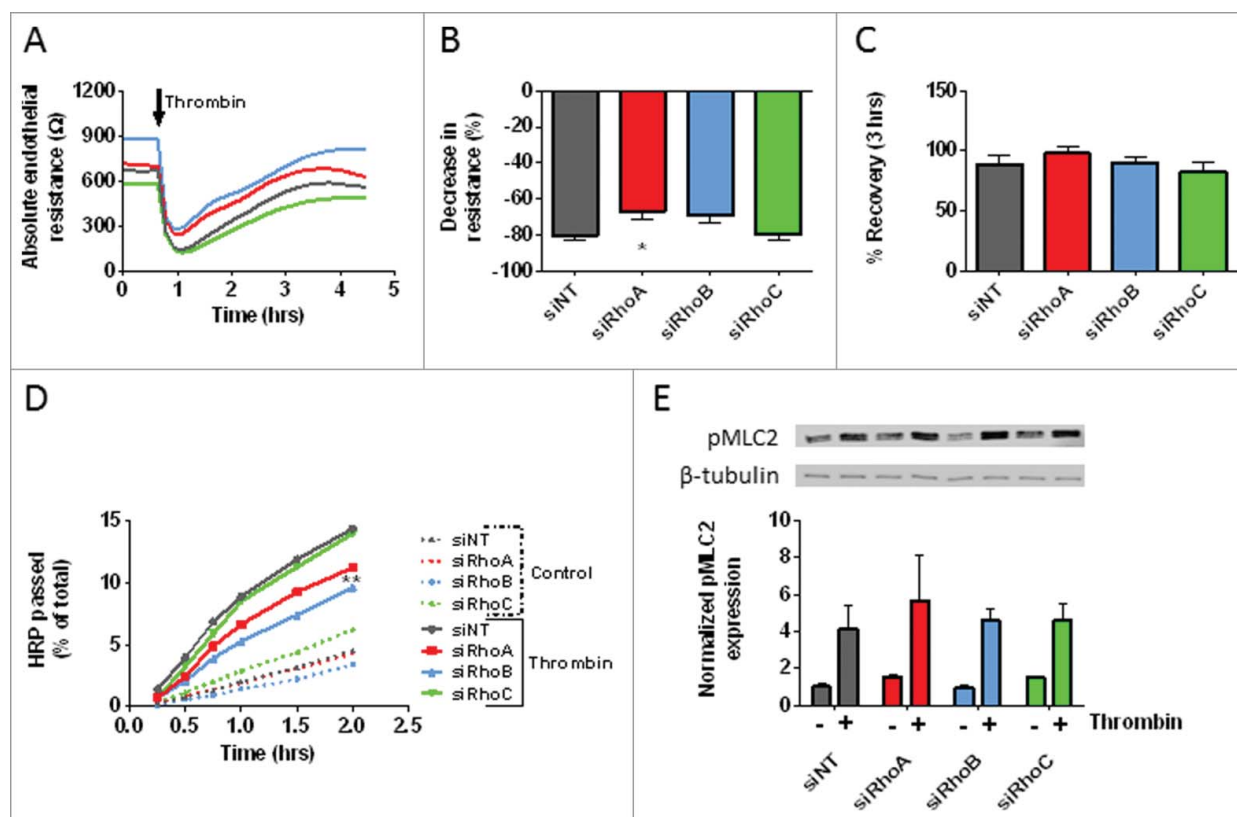 A
Absolute endothelial
resistance (Ω)
1200
900
600
300
0
Thrombin
0 1 2 3 4 5
Time (hrs)
B
Decrease in
resistance (%)
0
-20
-40
-60
-80
-100
*
siNT siRhoA siRhoB siRhoC
C
% Recovery (3 hrs)
150
100
50
0
siNT siRhoA siRhoB siRhoC
D
HRP passed
(% of total)
15
10
5
0
**
0.0 0.5 1.0 1.5 2.0 2.5
Time (hrs)
siNT
siRhoA
siRhoB
siRhoC
Control
siNT
siRhoA
siRhoB
siRhoC
Thrombin
E
pMLC2
β-tubulin
Normalized pMLC2
expression
10
8
6
4
2
0
- + - + - + - + Thrombin
siNT siRhoA siRhoB siRhoC